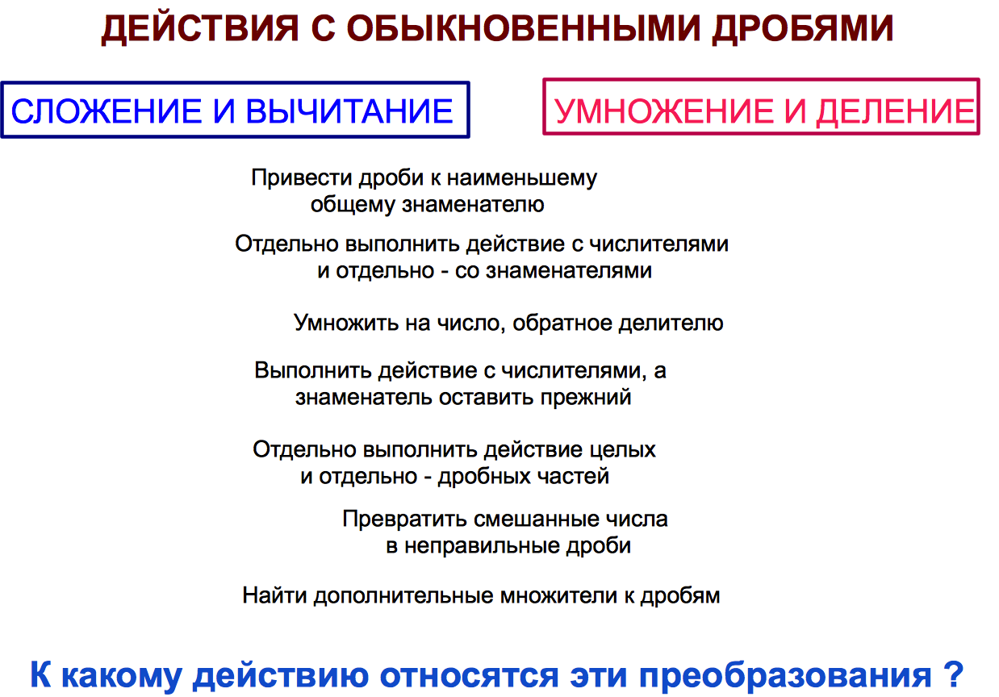 ДЕЙСТВИЯ С ОБЫКНОВЕННЫМИ ДРОБЯМИ
СЛОЖЕНИЕ И ВЫЧИТАНИЕ
УМНОЖЕНИЕ И ДЕЛЕНИЕ
Привести дроби к наименьшему
общему знаменателю
Отдельно выполнить действие с числителями
и отдельно - со знаменателями
Умножить на число, обратное делителю
Выполнить действие с числителями, а
знаменатель оставить прежний
Отдельно выполнить действие целых
и отдельно - дробных частей
Превратить смешанные числа
в неправильные дроби
Найти дополнительные множители к дробям
К какому действию относятся эти преобразования ?